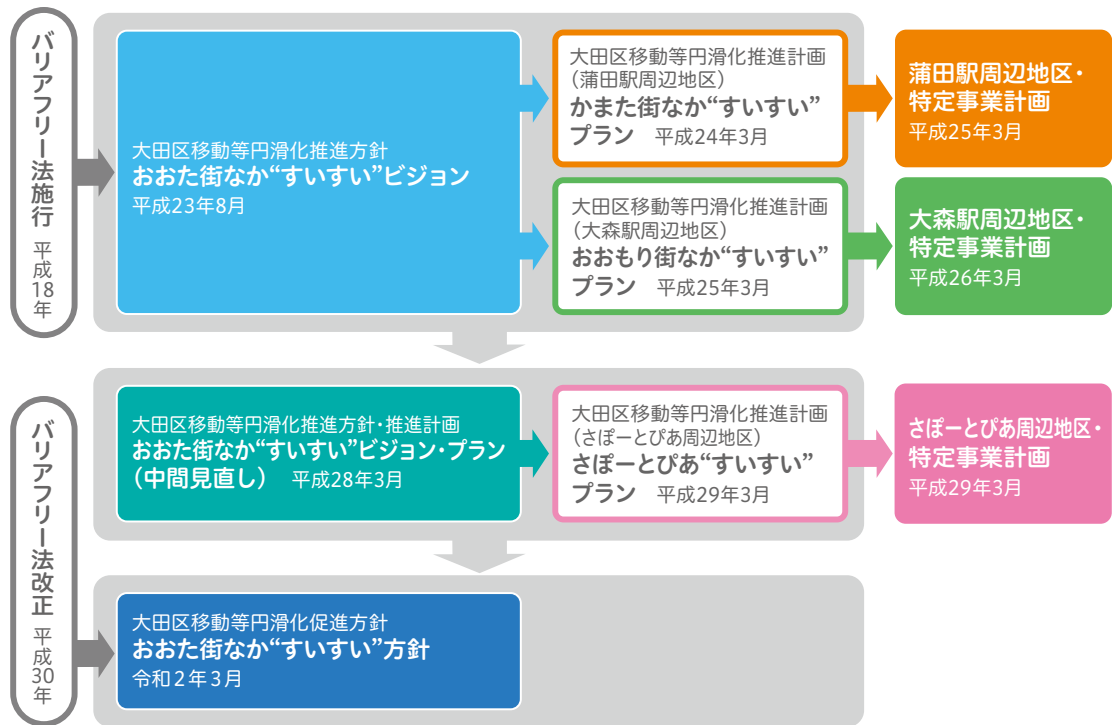 バリアフリー法施行 平成18年
大田区移動等円滑化推進方針
おおた街なか“すいすい”ビジョン
平成23年8月
大田区移動等円滑化推進計画
(蒲田駅周辺地区)
かまた街なか“すいすい”
プラン 平成24年3月
蒲田駅周辺地区・
特定事業計画
平成25年3月
大田区移動等円滑化推進計画
(大森駅周辺地区)
おおもり街なか“すいすい”
プラン 平成25年3月
大森駅周辺地区・
特定事業計画
平成26年3月
バリアフリー法改正 平成30年
大田区移動等円滑化推進方針・推進計画
おおた街なか“すいすい”ビジョン・プラン
(中間見直し) 平成28年3月
大田区移動等円滑化推進計画
(さぽーとぴあ周辺地区)
さぽーとぴあ“すいすい”
プラン 平成29年3月
さぽーとぴあ周辺地区・
特定事業計画
平成29年3月
大田区移動等円滑化促進方針
おおた街なか“すいすい”方針
令和2年3月